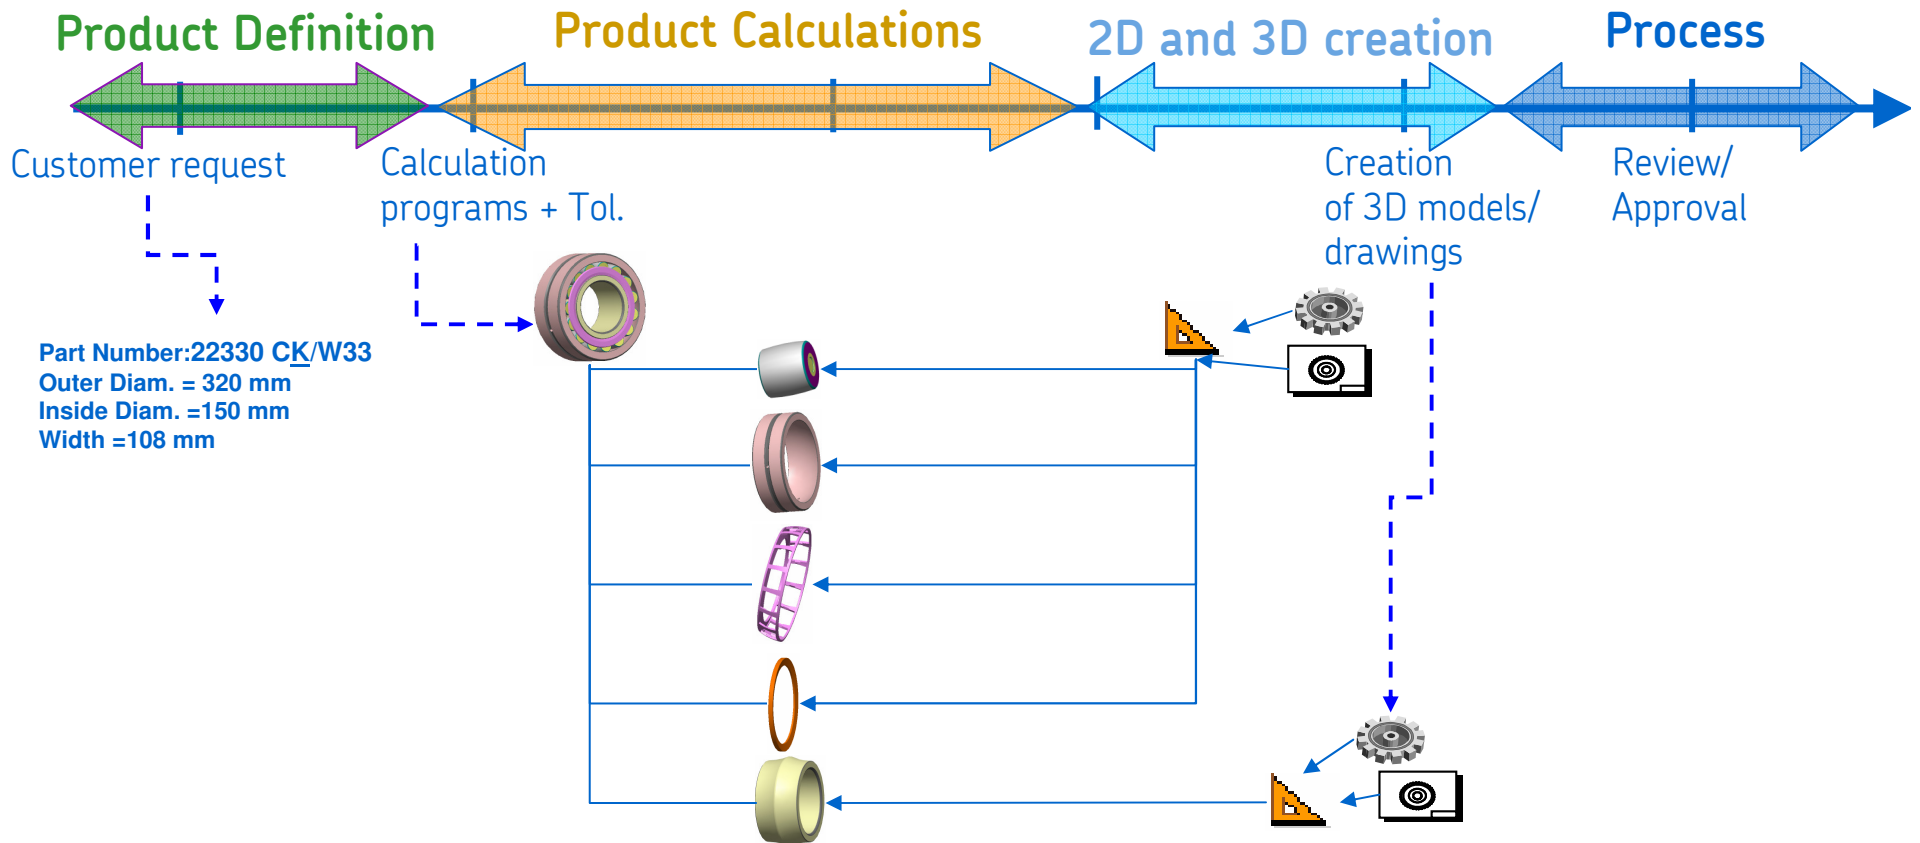 Product Definition
Product Calculations
2D and 3D creation
Process
Customer request
Calculation
programs + Tol.
Creation
of 3D models/
drawings
Review/
Approval
Part Number:22330 CK/W33
Outer Diam. = 320 mm
Inside Diam. =150 mm
Width =108 mm